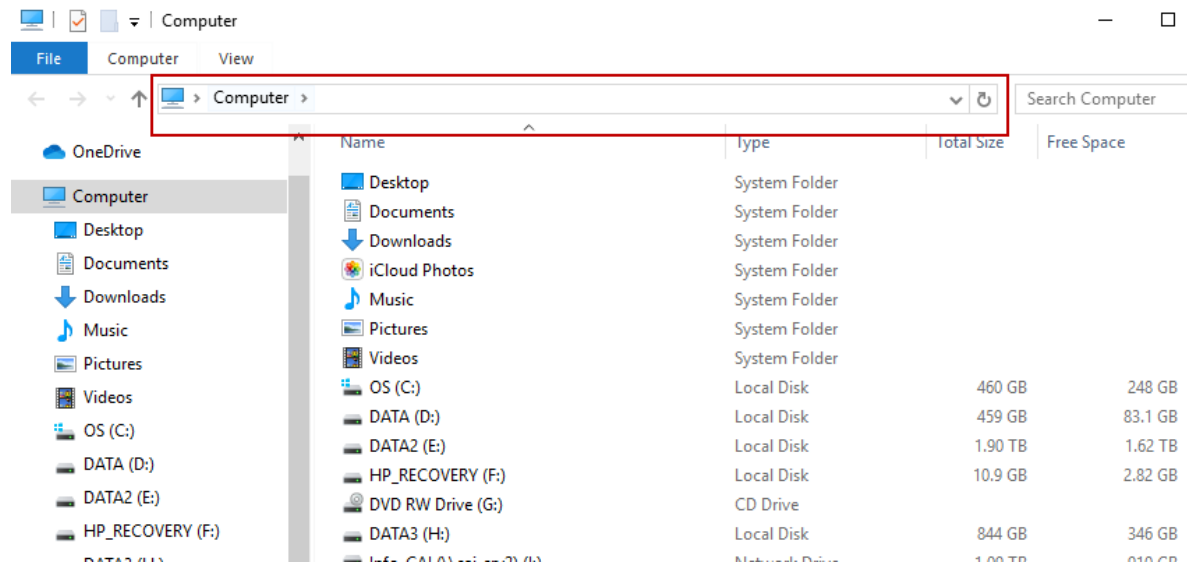 Computer
File Computer View
Computer Search Computer
Name Type Total Size Free Space
OneDrive
Computer
Desktop
Documents
Downloads
Music
Pictures
Videos
OS (C:)
DATA (D:)
DATA2 (E:)
HP_RECOVERY (F:)
Desktop System Folder
Documents System Folder
Downloads System Folder
iCloud Photos System Folder
Music System Folder
Pictures System Folder
Videos System Folder
OS (C:) Local Disk 460 GB 248 GB
DATA (D:) Local Disk 459 GB 83.1 GB
DATA2 (E:) Local Disk 1.90 TB 1.62 TB
HP_RECOVERY (F:) Local Disk 10.9 GB 2.82 GB
DVD RW Drive (G:) CD Drive
DATA3 (H:) Local Disk 844 GB 346 GB
Network Drive